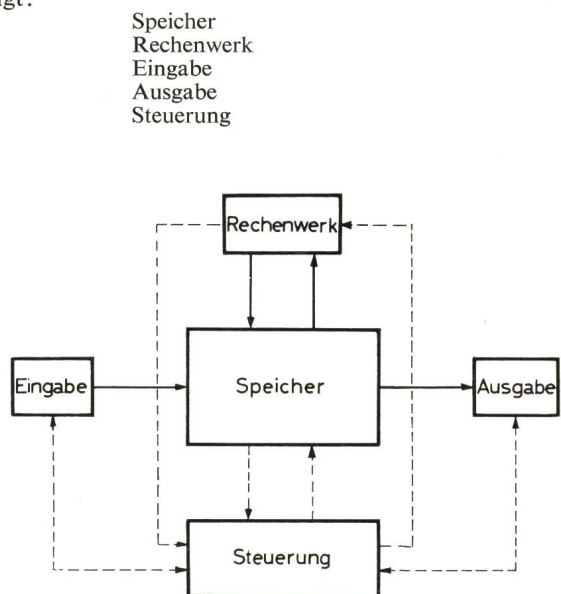 Speicher
Rechenwerk
Eingabe
Ausgabe
Steuerung
Rechenwerk
Eingabe
Speicher
Ausgabe
Steuerung